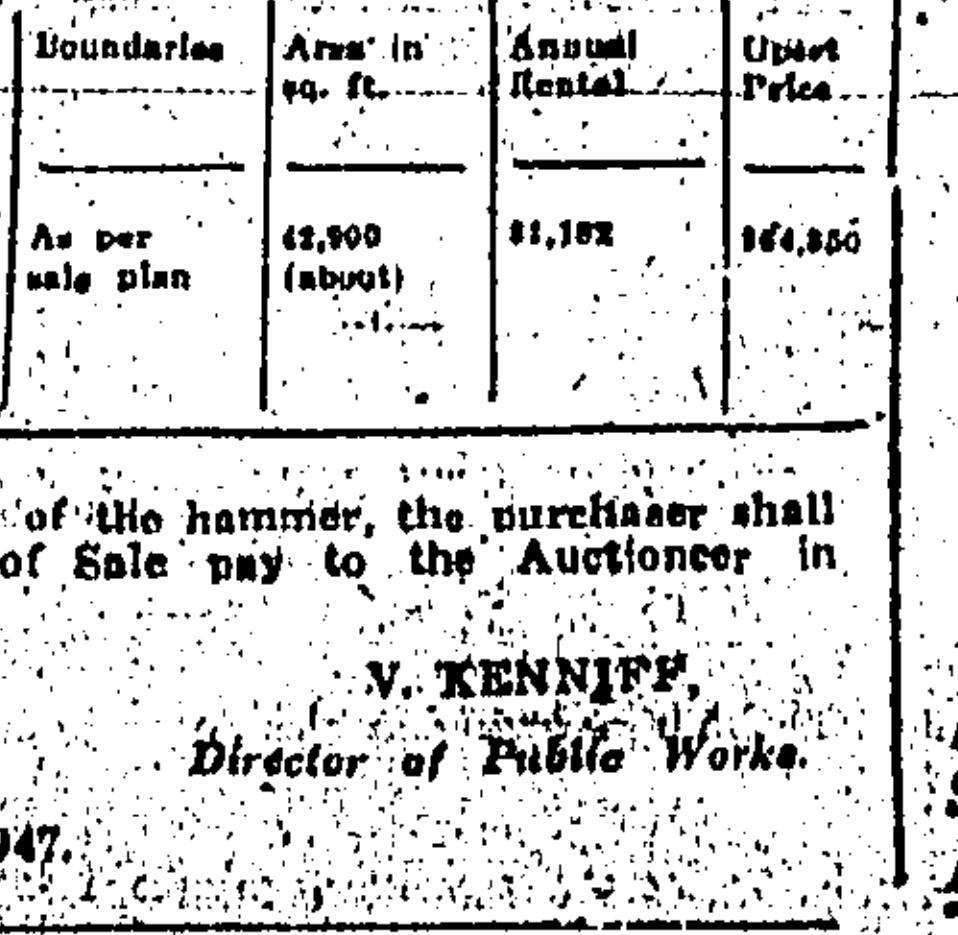 Boundaries
Area in
sq. ft.
Annual
Rental
Upset
Price
As per
sale plan
42,900
(about)
$1,182
$64,350
of the hammer, the purchaser shall
of Sale pay to the Auctioneer in
V. KENNIFF,
Director of Public Works.
947.